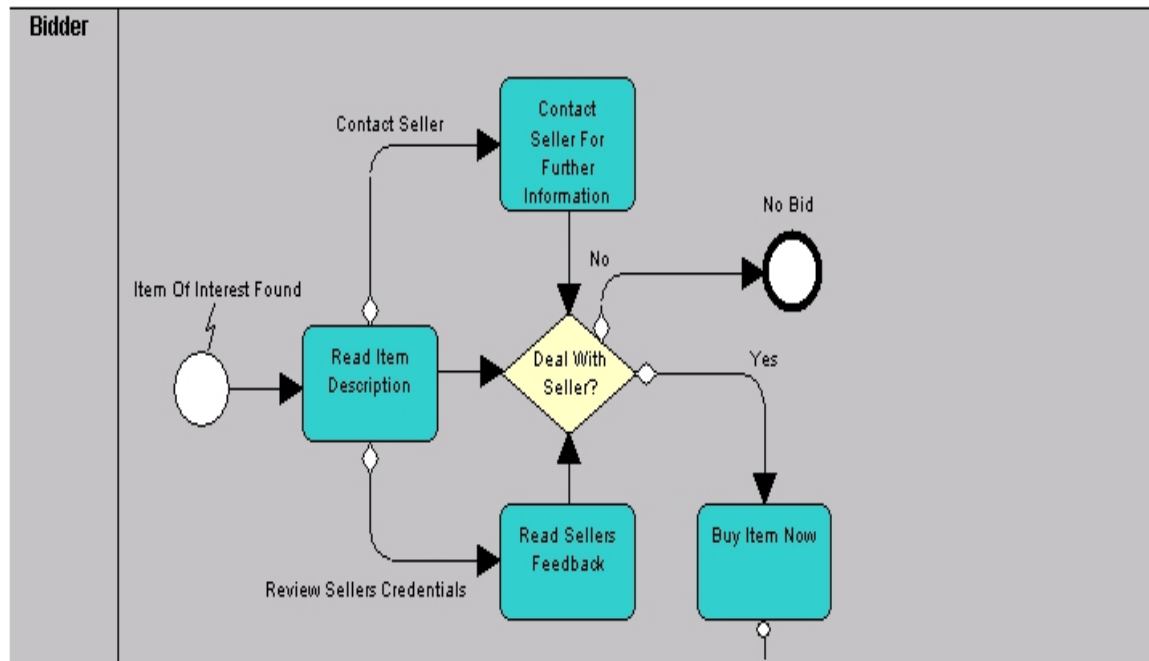 Bidder
Contact Seller
Contact
Seller For
Further
Information
No Bid
No
Item Of Interest Found
Read Item
Description
Deal With
Seller?
Yes
Read Sellers
Feedback
Buy Item Now
Review Sellers Credentials